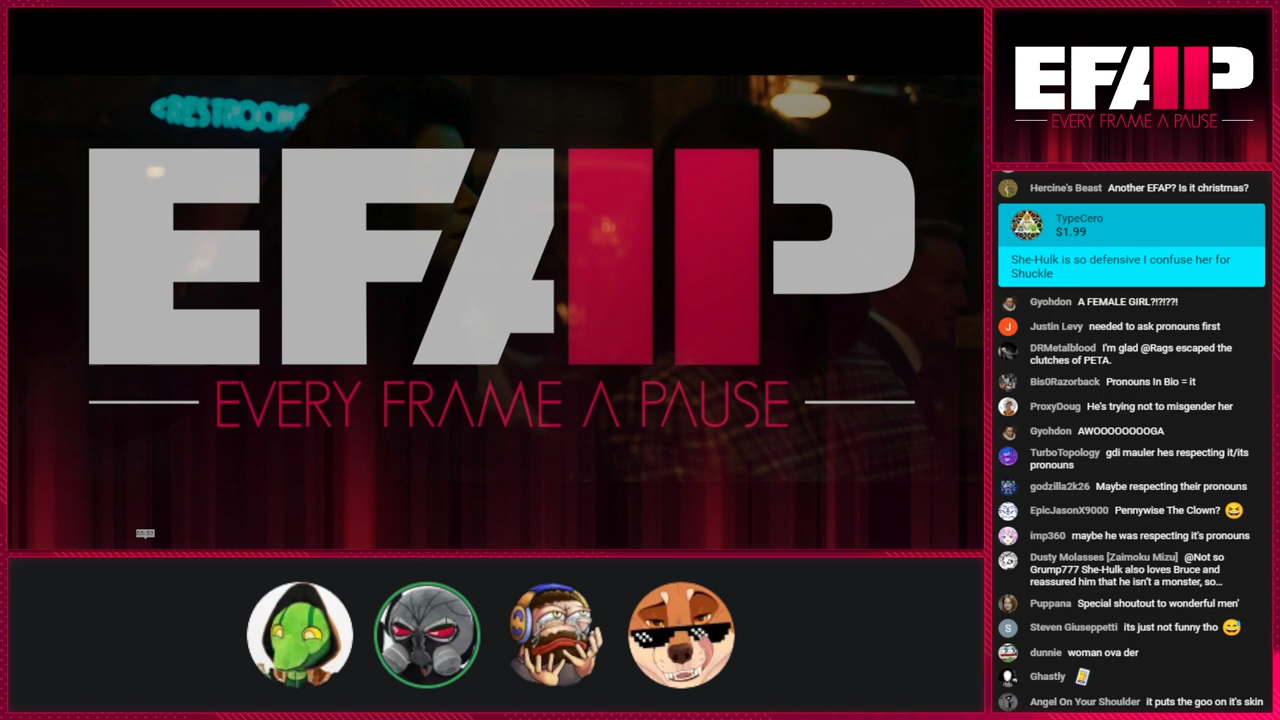 RESTROOMS
EFAP
EVERY FRAME A PAUSE
03:33
EFAP
EVERY FRAME A PAUSE
Hercine's Beast Another EFAP? Is it christmas?
TypeCero
$1.99
She-Hulk is so defensive I confuse her for
Shuckle
Gyohdon A FEMALE GIRL?!?!??!
J Justin Levy needed to ask pronouns first
DRMetalblood I'm glad @Rags escaped the
clutches of PETA.
Bis0Razorback Pronouns In Bio = it
ProxyDoug He's trying not to misgender her
Gyohdon AWOOOOOOOOGA
TurboTopology gdi mauler hes respecting it/its
pronouns
godzilla2k26 Maybe respecting their pronouns
EpicJasonX9000 Pennywise The Clown? 😆
imp360 maybe he was respecting it's pronouns
Dusty Molasses [Zaimoku Mizu] @Not so
Grump777 She-Hulk also loves Bruce and
reassured him that he isn't a monster, so…
Puppana Special shoutout to wonderful men'
S Steven Giuseppetti its just not funny tho 😅
dunnie woman ova der
Ghastly
Angel On Your Shoulder it puts the goo on it's skin